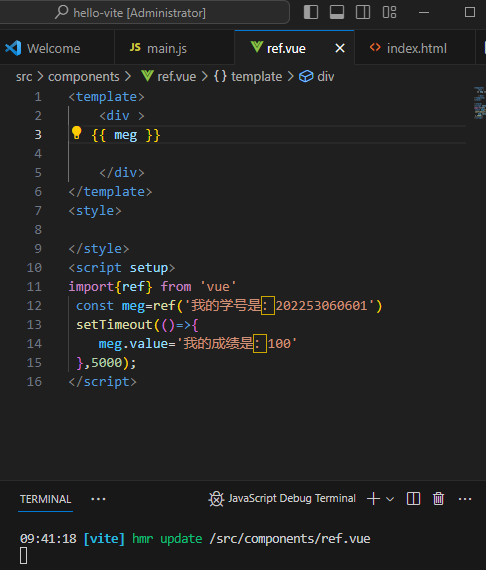 hello-vite [Administrator]
Welcome
JS main.js
ref.vue
index.html
src > components > ref.vue > {} template > div
1 <template>
2 <div >
3 {{ meg }}
4
5 </div>
6 </template>
7 <style>
8
9 </style>
10 <script setup>
11 import{ref} from 'vue'
12 const meg=ref('我的学号是：202253060601')
13 setTimeout(()=>{
14 meg.value='我的成绩是：100'
15 },5000);
16 </script>
TERMINAL
JavaScript Debug Terminal
09:41:18 [vite] hmr update /src/components/ref.vue